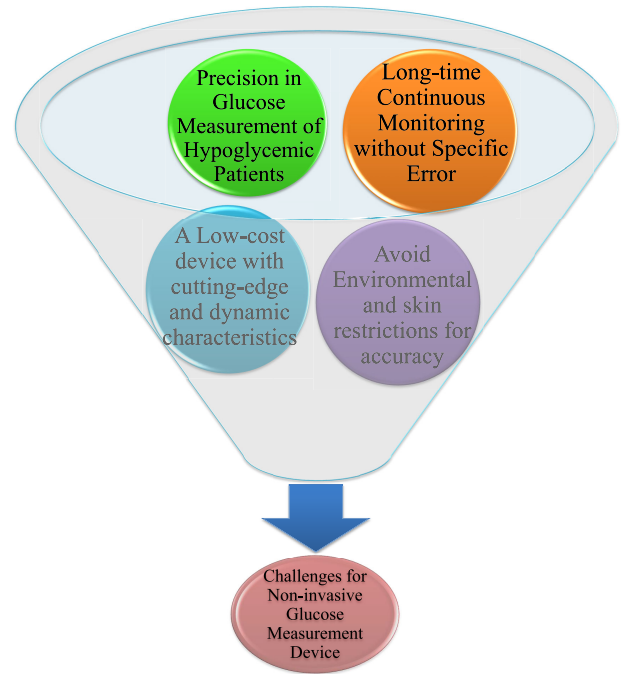 Precision in
Glucose
Measurement of
Hypoglycemic
Patients
Long-time
Continuous
Monitoring
without Specific
Error
A Low-cost
device with
cutting-edge
and dynamic
characteristics
Avoid
Environmental
and skin
restrictions for
accuracy
Challenges for
Non-invasive
Glucose
Measurement
Device